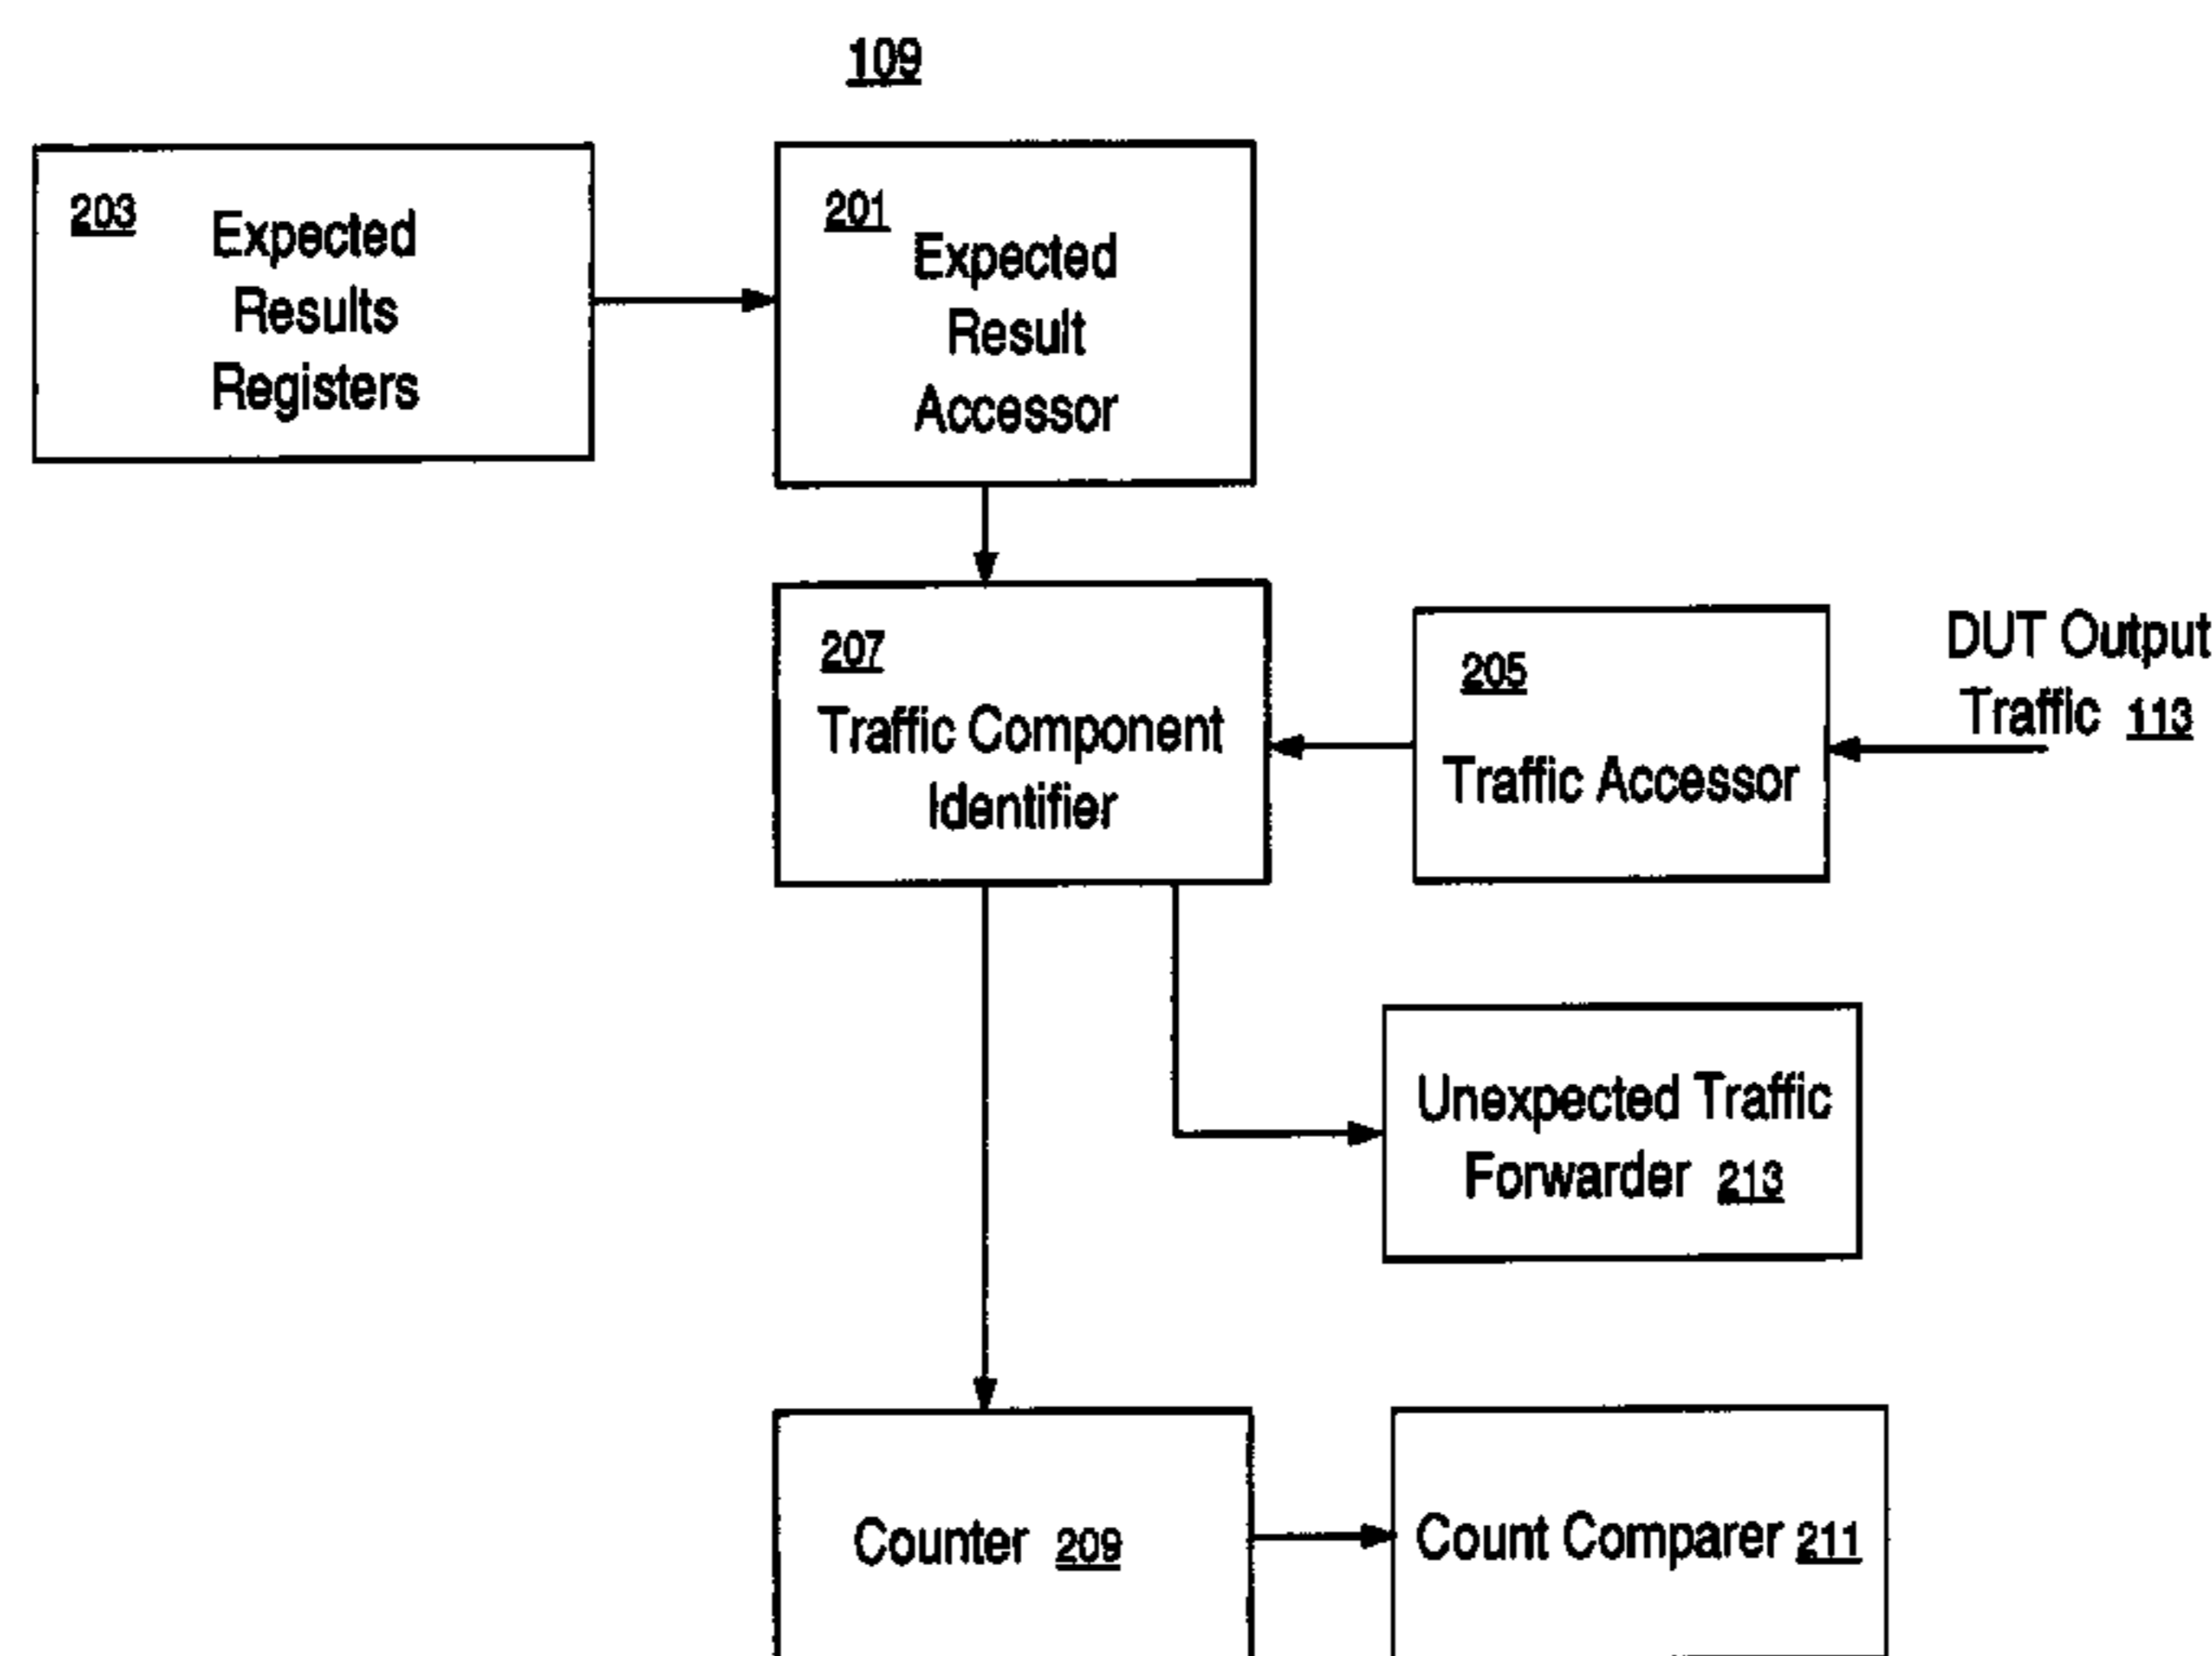 109
203
Expected
Results
Registers
201
Expected
Result
Accessor
207
Traffic Component
Identifier
205
Traffic Accessor
DUT Output
Traffic 113
Unexpected Traffic
Forwarder 213
Counter 209
Count Comparer 211